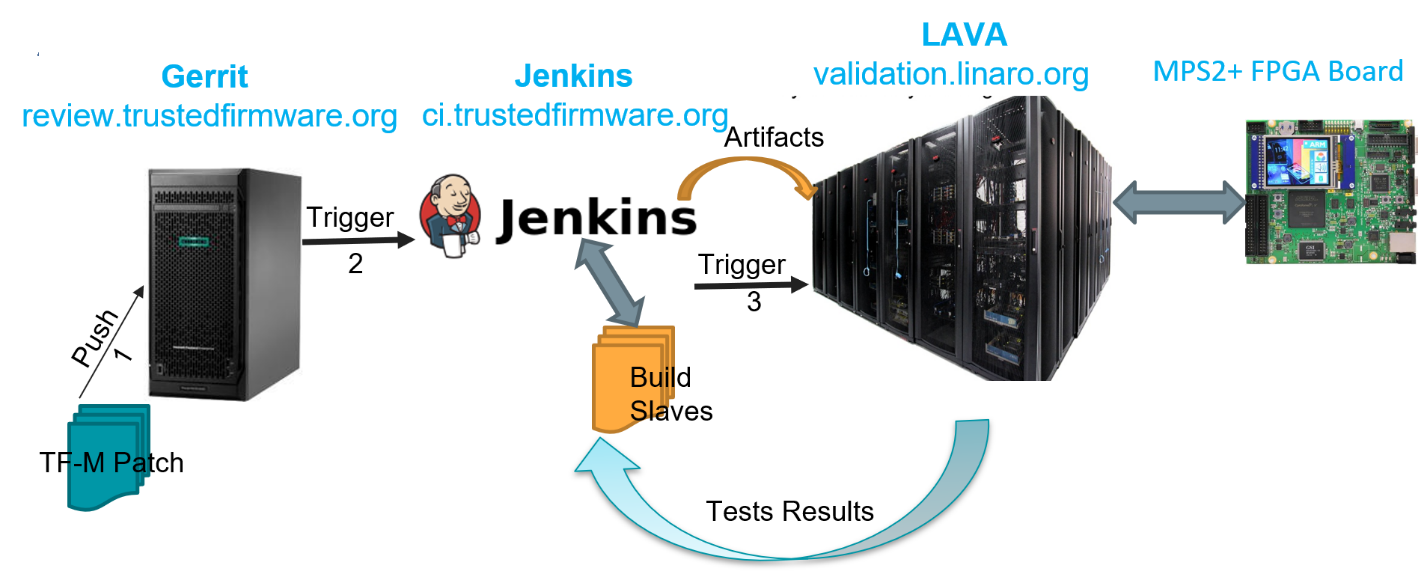 LAVA
validation.linaro.org
Gerrit
review.trustedfirmware.org
Jenkins
ci.trustedfirmware.org
MPS2+ FPGA Board
Artifacts
ARM
Trigger
2
Jenkins
Trigger
3
Push
1
Build
Slaves
TF-M Patch
Tests Results